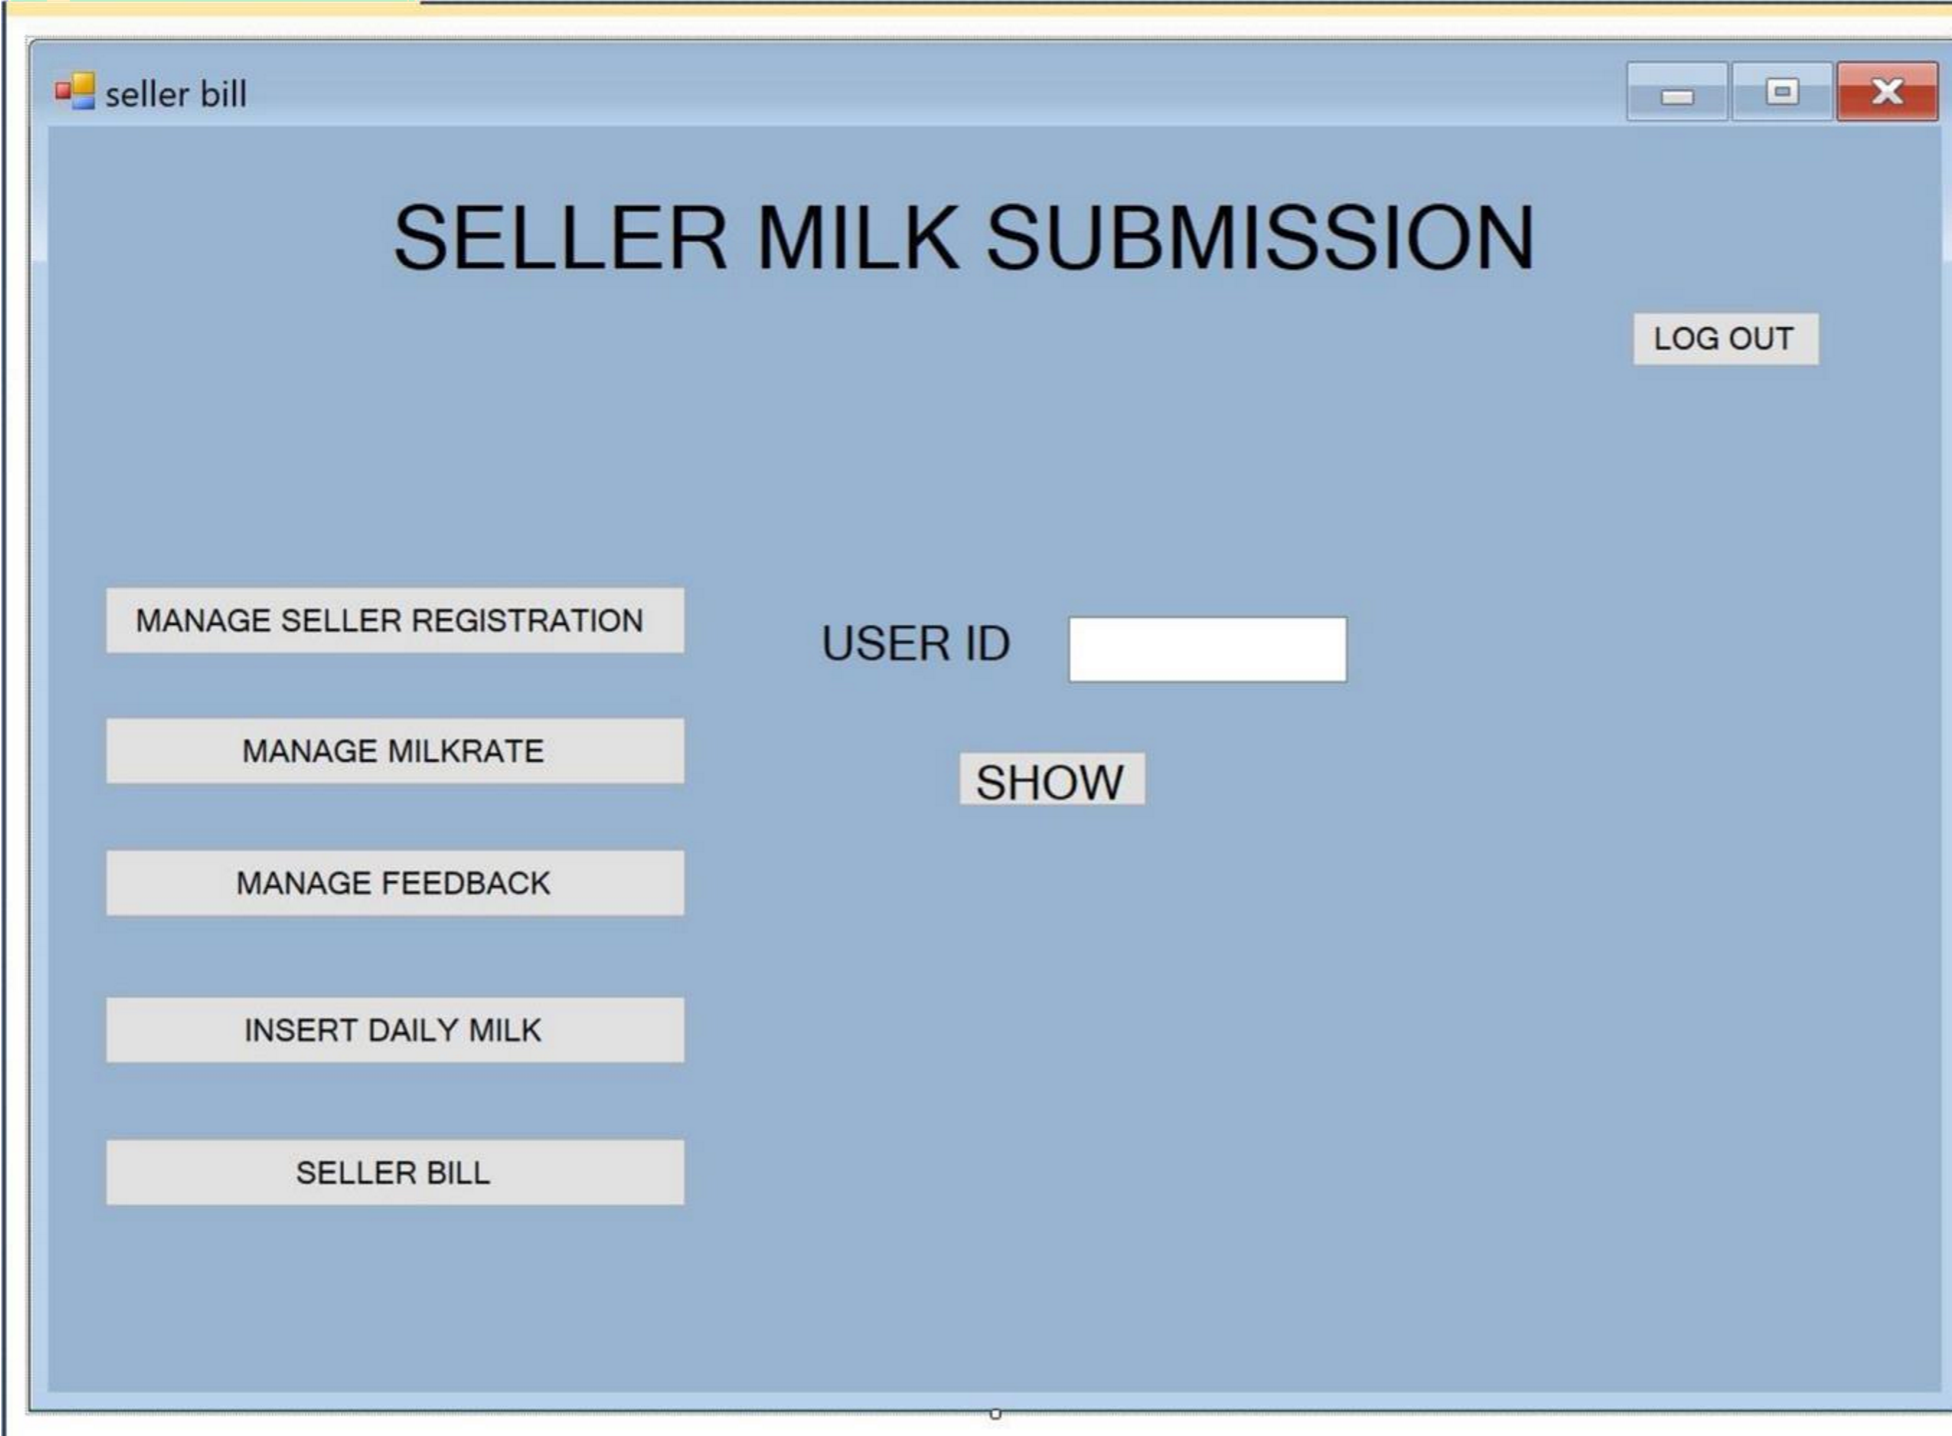 seller bill
SELLER MILK SUBMISSION
LOG OUT
MANAGE SELLER REGISTRATION
USER ID
MANAGE MILKRATE
SHOW
MANAGE FEEDBACK
INSERT DAILY MILK
SELLER BILL